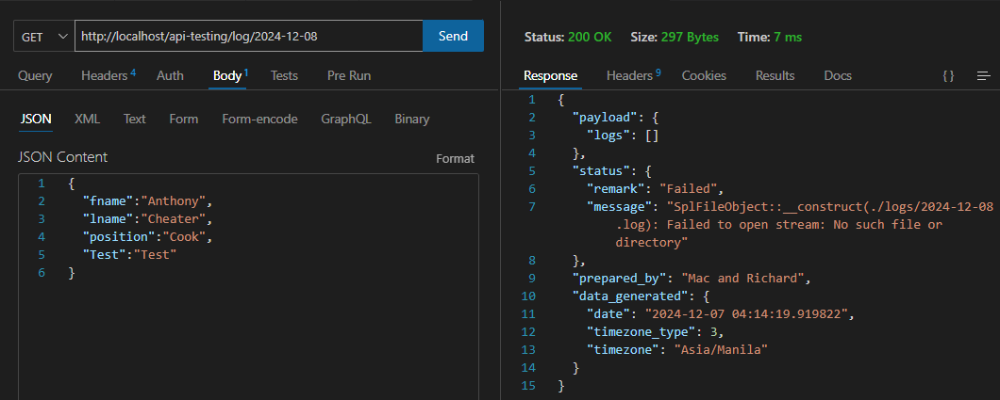 GET http://localhost/api-testing/log/2024-12-08 Send
Query Headers 4 Auth Body 1 Tests Pre Run
JSON XML Text Form Form-encode GraphQL Binary
JSON Content Format
1 {
2 "fname":"Anthony",
3 "lname":"Cheater",
4 "position":"Cook",
5 "Test":"Test"
6 }
Status: 200 OK Size: 297 Bytes Time: 7 ms
Response Headers 9 Cookies Results Docs { }
1 {
2 "payload": {
3 "logs": []
4 },
5 "status": {
6 "remark": "Failed",
7 "message": "SplFileObject::__construct(./logs/2024-12-08
.log): Failed to open stream: No such file or
directory"
8 },
9 "prepared_by": "Mac and Richard",
10 "data_generated": {
11 "date": "2024-12-07 04:14:19.919822",
12 "timezone_type": 3,
13 "timezone": "Asia/Manila"
14 }
15 }